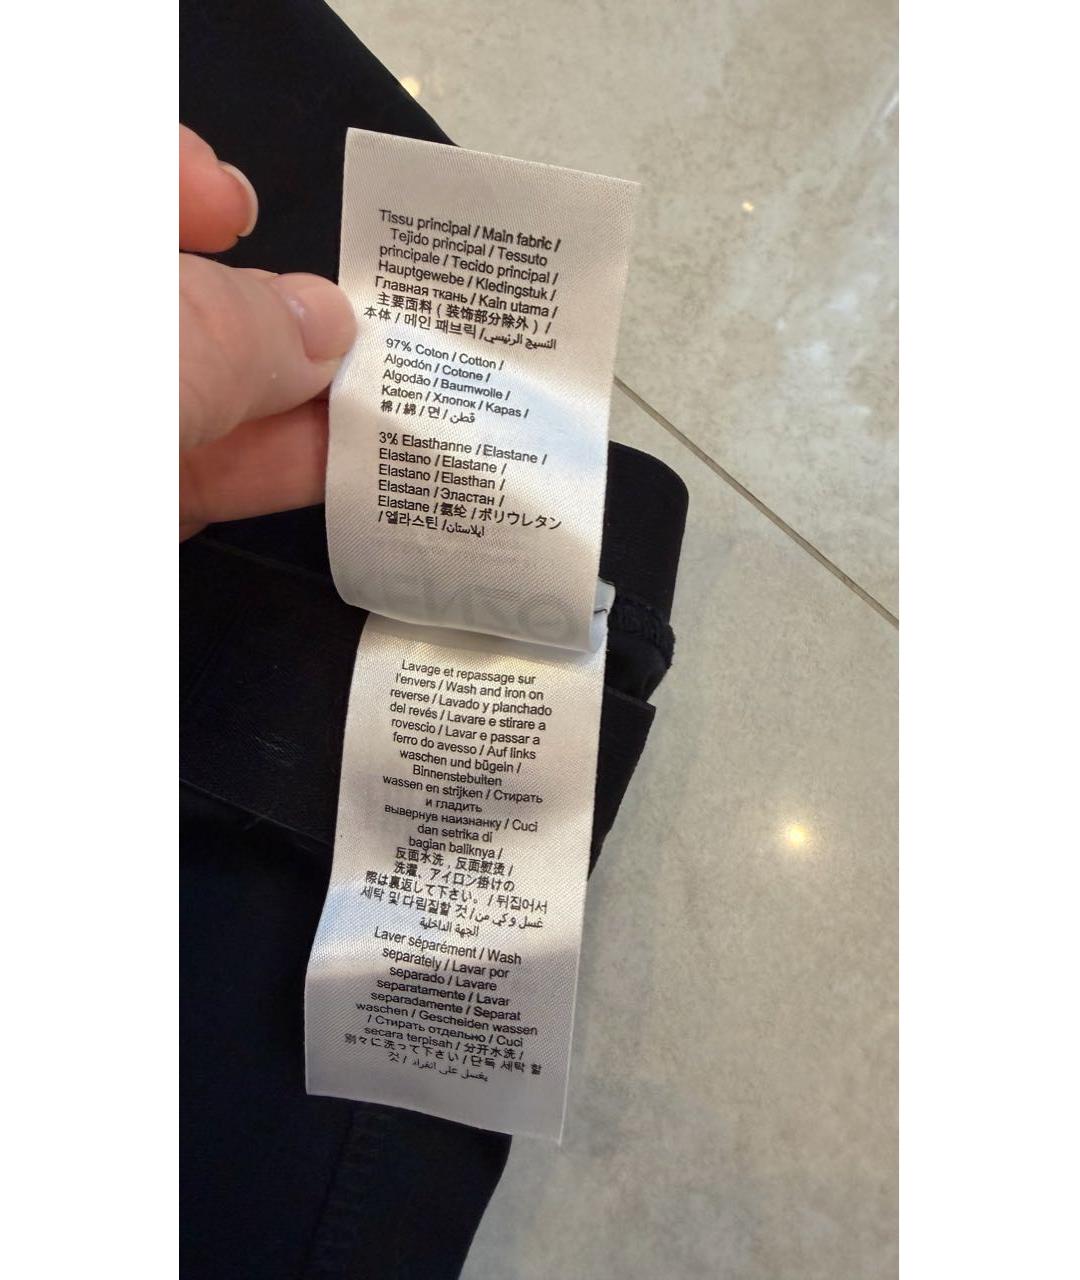 Tissu principal / Main fabric /
Tejido principal / Tessuto
principale / Tecido principal /
Hauptgewebe / Kledingstuk /
Главная ткань / Kain utama /
主要面料 ( 装饰部分除外 ) /
本体 / 메인 패브릭 / النسيج الرئيسي
97% Coton / Cotton /
Algodón / Cotone /
Algodão / Baumwolle /
Katoen / Хлопок / Kapas /
棉 / 綿 / 면 / قطن
3% Elasthanne / Elastane /
Elastano / Elastane /
Elastano / Elasthan /
Elastaan / Эластан /
Elastane / 氨纶 / ポリウレタン
/ 엘라스틴 / ايلاستان
Lavage et repassage sur
l'envers / Wash and iron on
reverse / Lavado y planchado
del revés / Lavare e stirare a
rovescio / Lavar e passar a
ferro do avesso / Auf links
waschen und bügeln /
Binnenstebuiten
wassen en strijken / Стирать
и гладить
вывернув наизнанку / Cuci
dan setrika di
bagian baliknya /
反面水洗 , 反面熨烫 /
洗濯、アイロン掛けの
際は裏返して下さい。 / 뒤집어서
세탁 및 다림질할 것 / غسل و كي من
الجهة الداخلية
Laver séparément / Wash
separately / Lavar por
separado / Lavare
separatamente / Lavar
separadamente / Separat
waschen / Gescheiden wassen
/ Стирать отдельно / Cuci
secara terpisah / 分开水洗 /
別々に洗って下さい / 단독 세탁 할
것 / يغسل على انفراد